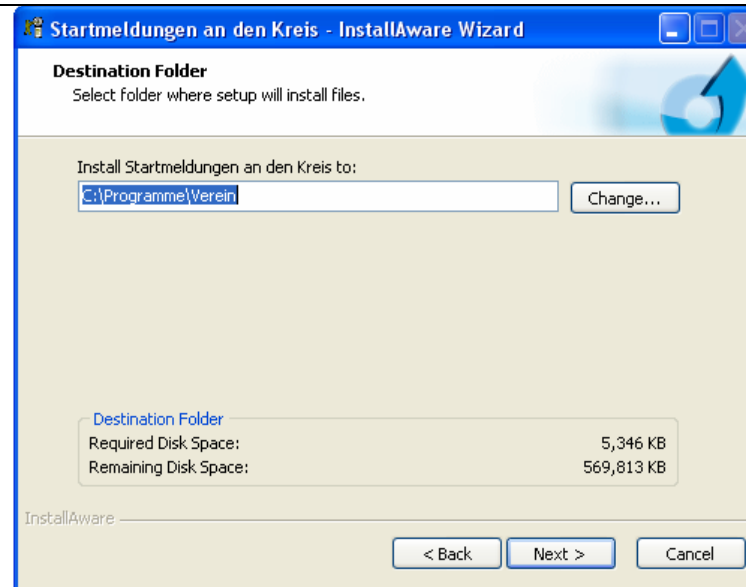 Startmeldungen an den Kreis - InstallAware Wizard
Destination Folder
Select folder where setup will install files.
Install Startmeldungen an den Kreis to:
C:\Programme\Verein
Change...
Destination Folder
Required Disk Space: 5,346 KB
Remaining Disk Space: 569,813 KB
InstallAware
< Back Next > Cancel